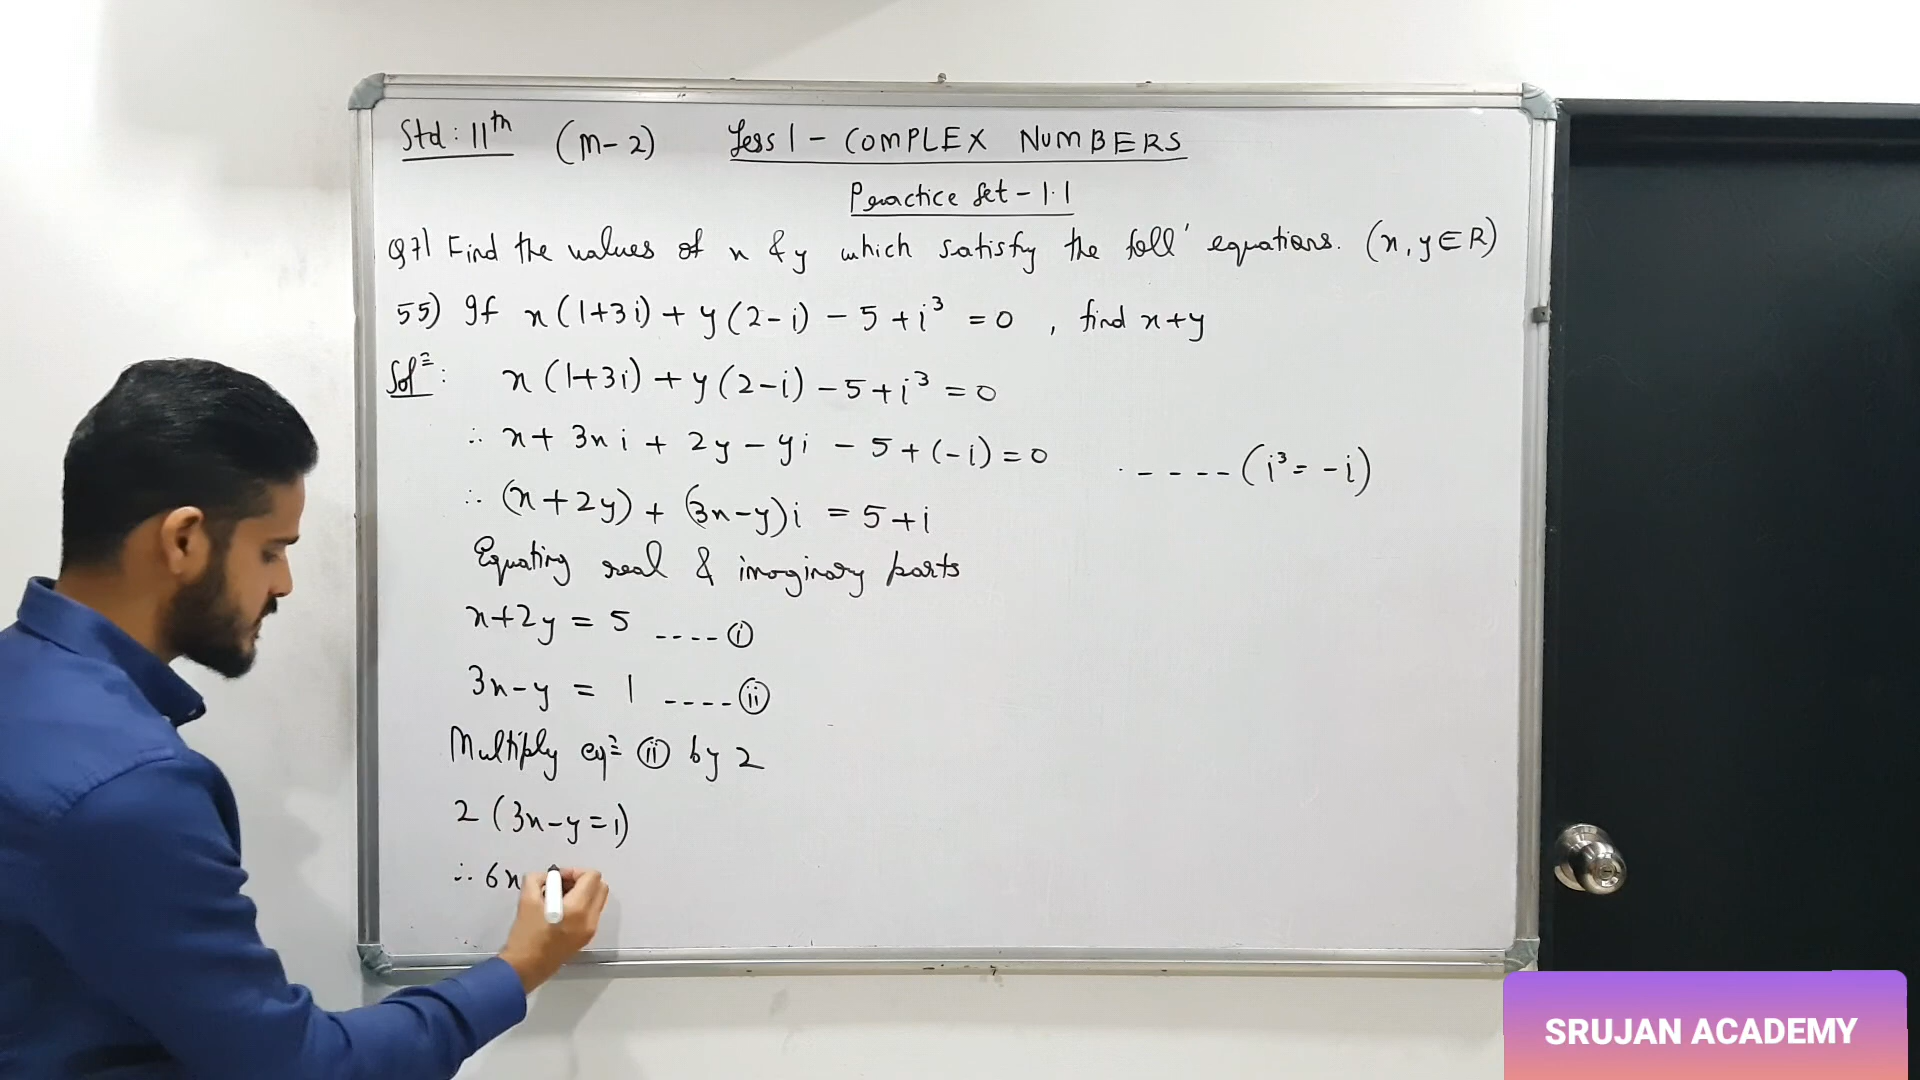 Std: 11th (M-2) Less 1 - COMPLEX NUMBERS
Practice Set - 1.1
Q7) Find the values of x & y which satisfy the foll' equations. (x, y ∈ R)
55) If x(1+3i) + y(2-i) - 5 + i³ = 0, find x+y
Solⁿ: x(1+3i) + y(2-i) - 5 + i³ = 0
∴ x + 3xi + 2y - yi - 5 + (-i) = 0 ----- (i³ = -i)
∴ (x+2y) + (3x-y)i = 5+i
Equating real & imaginary parts
x+2y = 5 ---- (i)
3x-y = 1 ---- (ii)
Multiply eqⁿ (ii) by 2
2 (3x-y=1)
∴ 6x
SRUJAN ACADEMY